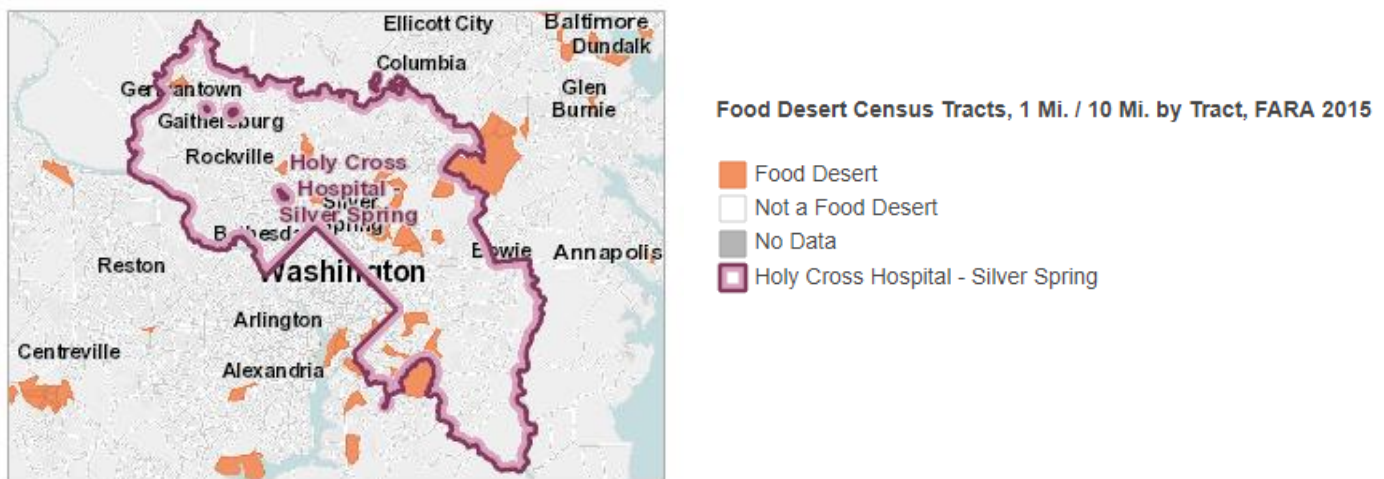 Ellicott City
Baltimore
Dundalk
Columbia
Germantown
Glen
Burnie
Gaithersburg
Rockville
Holy Cross
Hospital -
Silver Spring
Silver
Spring
Bethesda
Bowie
Annapolis
Reston
Washington
Arlington
Centreville
Alexandria
Food Desert Census Tracts, 1 Mi. / 10 Mi. by Tract, FARA 2015
Food Desert
Not a Food Desert
No Data
Holy Cross Hospital - Silver Spring